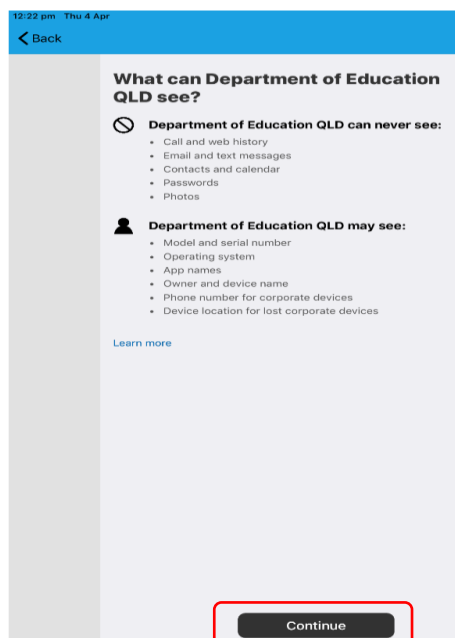 12:22 pm Thu 4 Apr
Back
What can Department of Education
QLD see?
Department of Education QLD can never see:
• Call and web history
• Email and text messages
• Contacts and calendar
• Passwords
• Photos
Department of Education QLD may see:
• Model and serial number
• Operating system
• App names
• Owner and device name
• Phone number for corporate devices
• Device location for lost corporate devices
Learn more
Continue